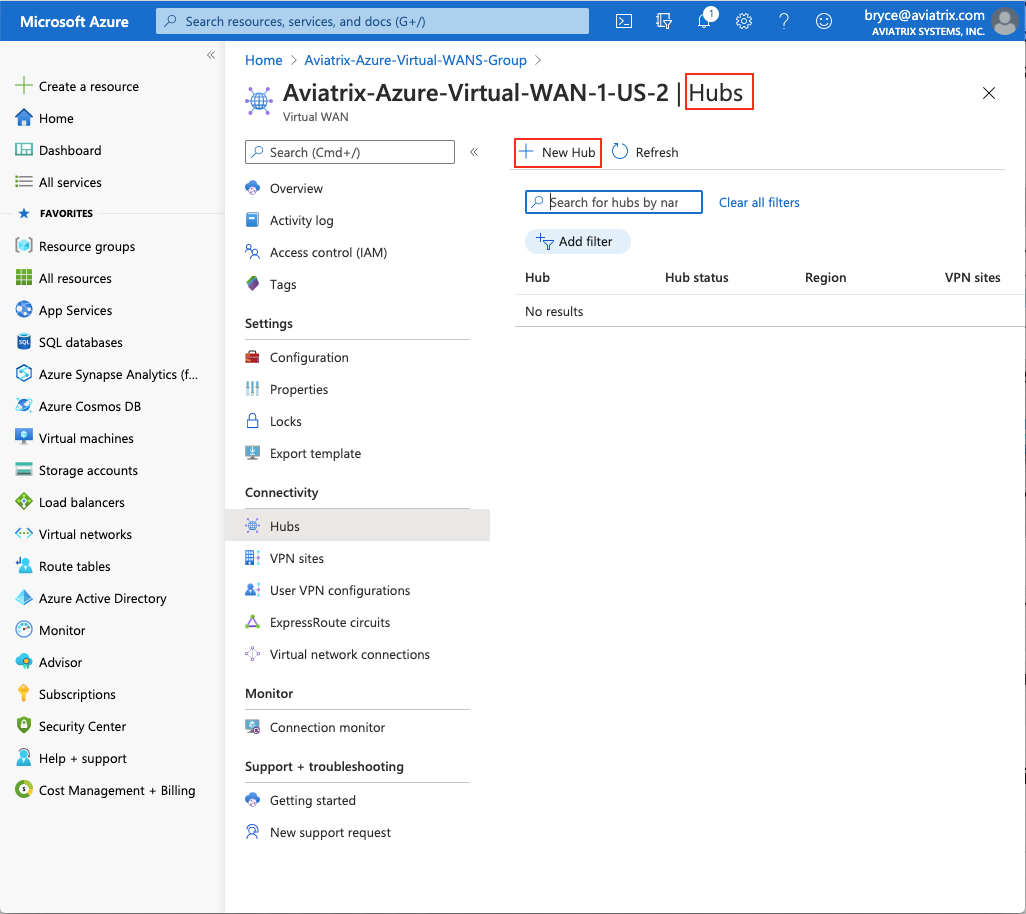 Microsoft Azure
Search resources, services, and docs (G+/)
1
bryce@aviatrix.com
AVIATRIX SYSTEMS, INC.
«
Create a resource
Home
Dashboard
All services
FAVORITES
Resource groups
All resources
App Services
SQL databases
Azure Synapse Analytics (f...
Azure Cosmos DB
Virtual machines
Storage accounts
Load balancers
Virtual networks
Route tables
Azure Active Directory
Monitor
Advisor
Subscriptions
Security Center
Help + support
Cost Management + Billing
Home > Aviatrix-Azure-Virtual-WANS-Group >
Aviatrix-Azure-Virtual-WAN-1-US-2 | Hubs
Virtual WAN
Search (Cmd+/)
«
Overview
Activity log
Access control (IAM)
Tags
Settings
Configuration
Properties
Locks
Export template
Connectivity
Hubs
VPN sites
User VPN configurations
ExpressRoute circuits
Virtual network connections
Monitor
Connection monitor
Support + troubleshooting
Getting started
New support request
New Hub Refresh
Search for hubs by nar Clear all filters
Add filter
Hub Hub status Region VPN sites
No results